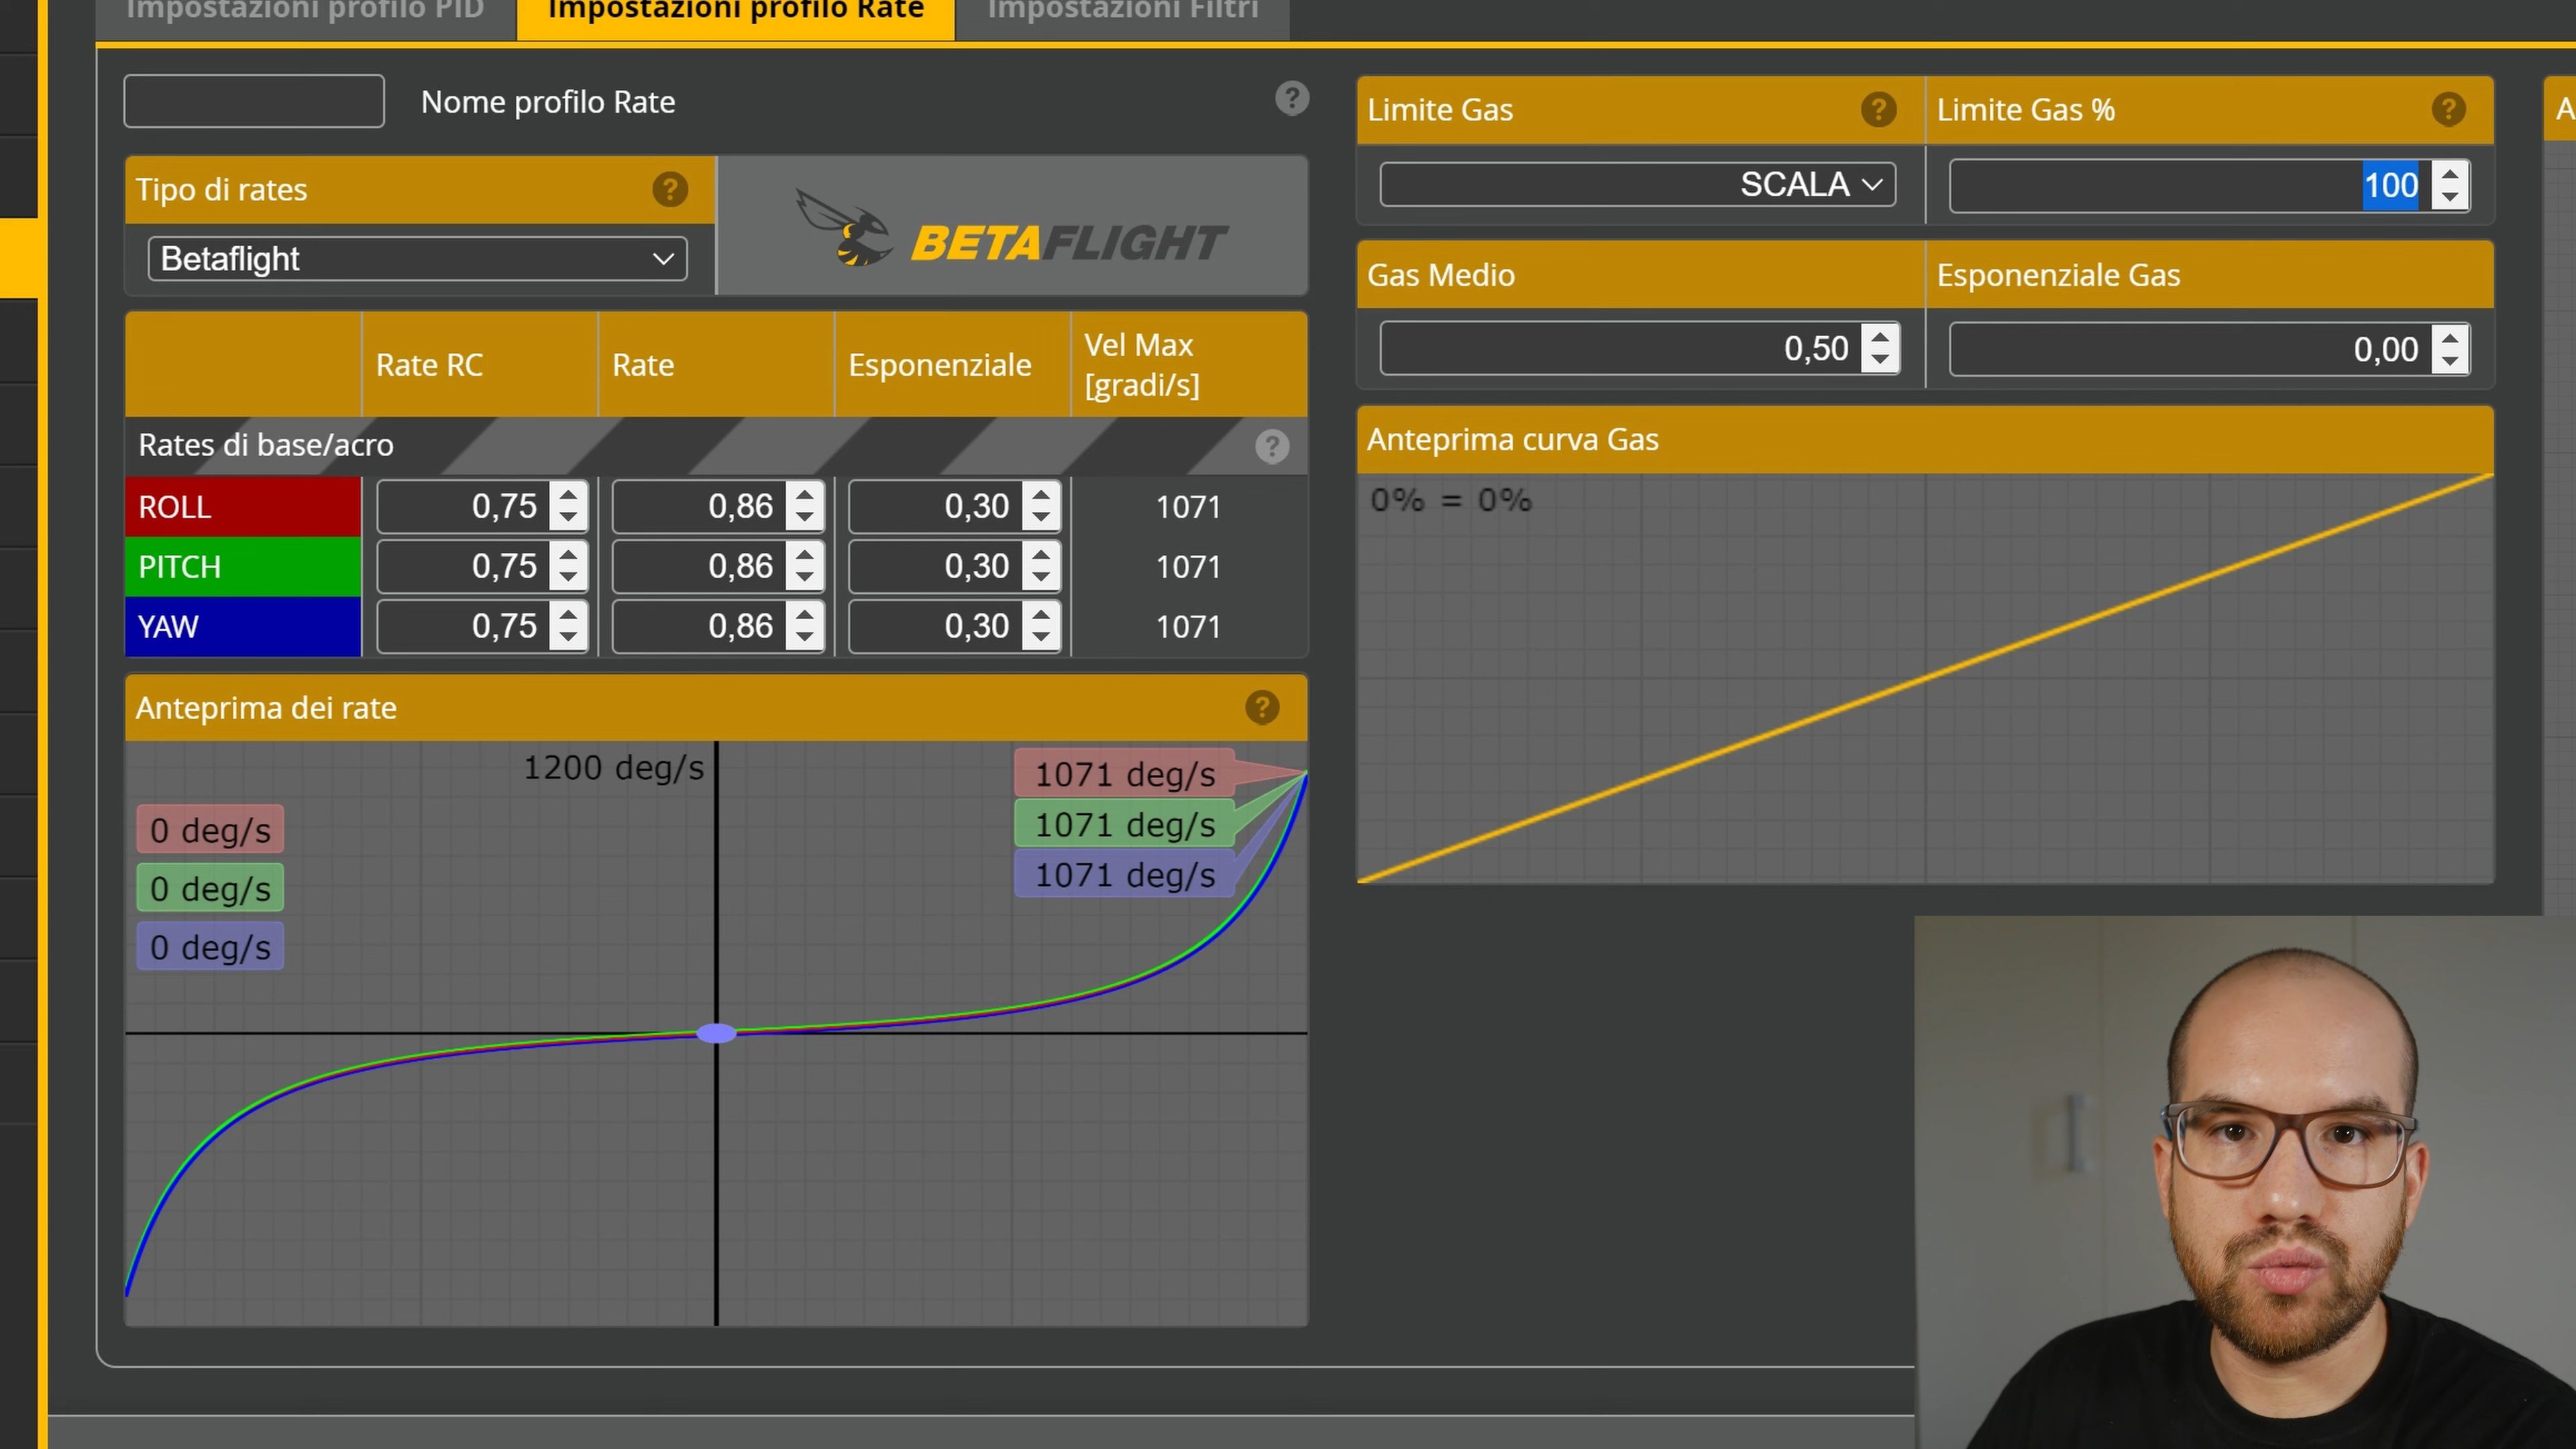 Impostazioni profilo PID
Impostazioni profilo Rate
Impostazioni Filtri
Nome profilo Rate
?
Tipo di rates
?
Betaflight
BETAFLIGHT
Rate RC
Rate
Esponenziale
Vel Max
[gradi/s]
Rates di base/acro
?
ROLL
0,75
0,86
0,30
1071
PITCH
0,75
0,86
0,30
1071
YAW
0,75
0,86
0,30
1071
Anteprima dei rate
?
1200 deg/s
0 deg/s
0 deg/s
0 deg/s
1071 deg/s
1071 deg/s
1071 deg/s
Limite Gas
?
Limite Gas %
?
SCALA
100
Gas Medio
Esponenziale Gas
0,50
0,00
Anteprima curva Gas
0% = 0%
A